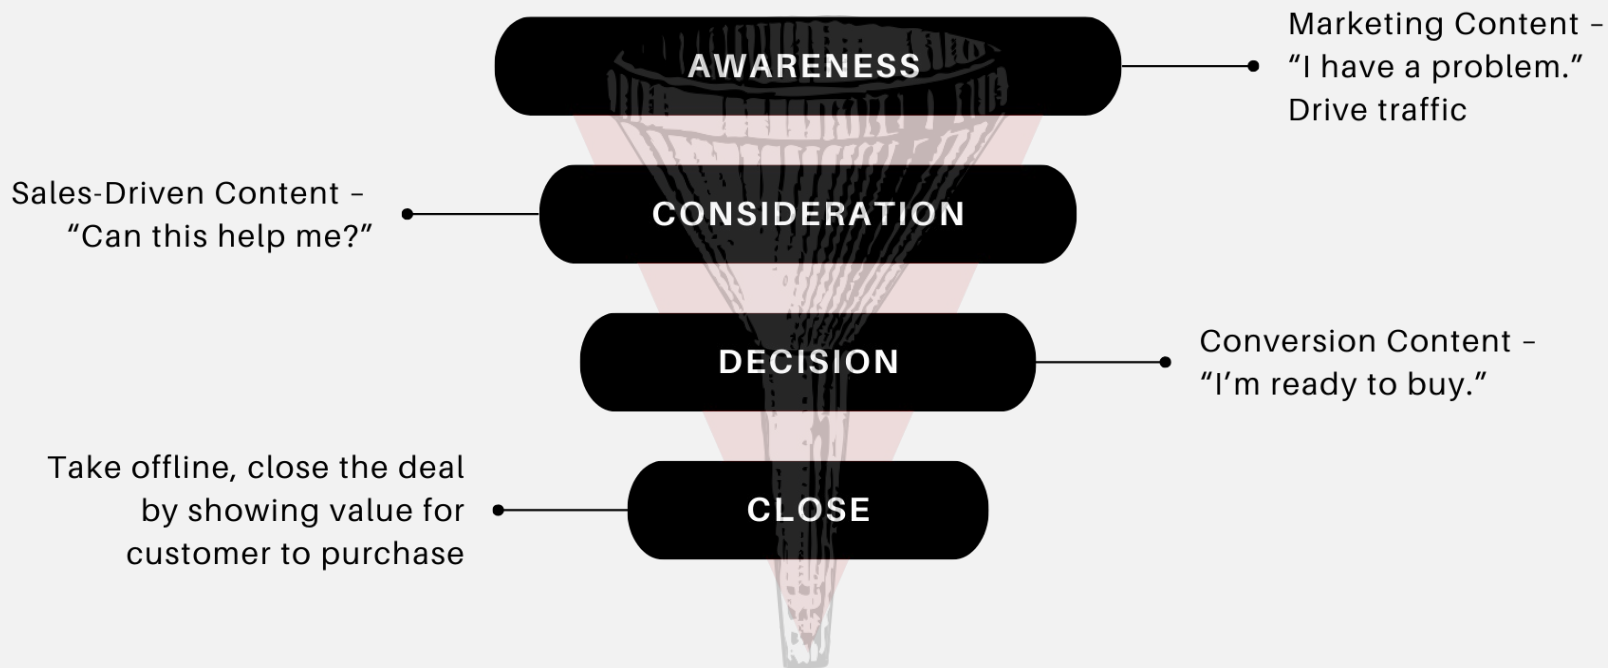 AWARENESS
Marketing Content –
“I have a problem.”
Drive traffic
Sales-Driven Content –
“Can this help me?”
CONSIDERATION
DECISION
Conversion Content –
“I’m ready to buy.”
Take offline, close the deal
by showing value for
customer to purchase
CLOSE